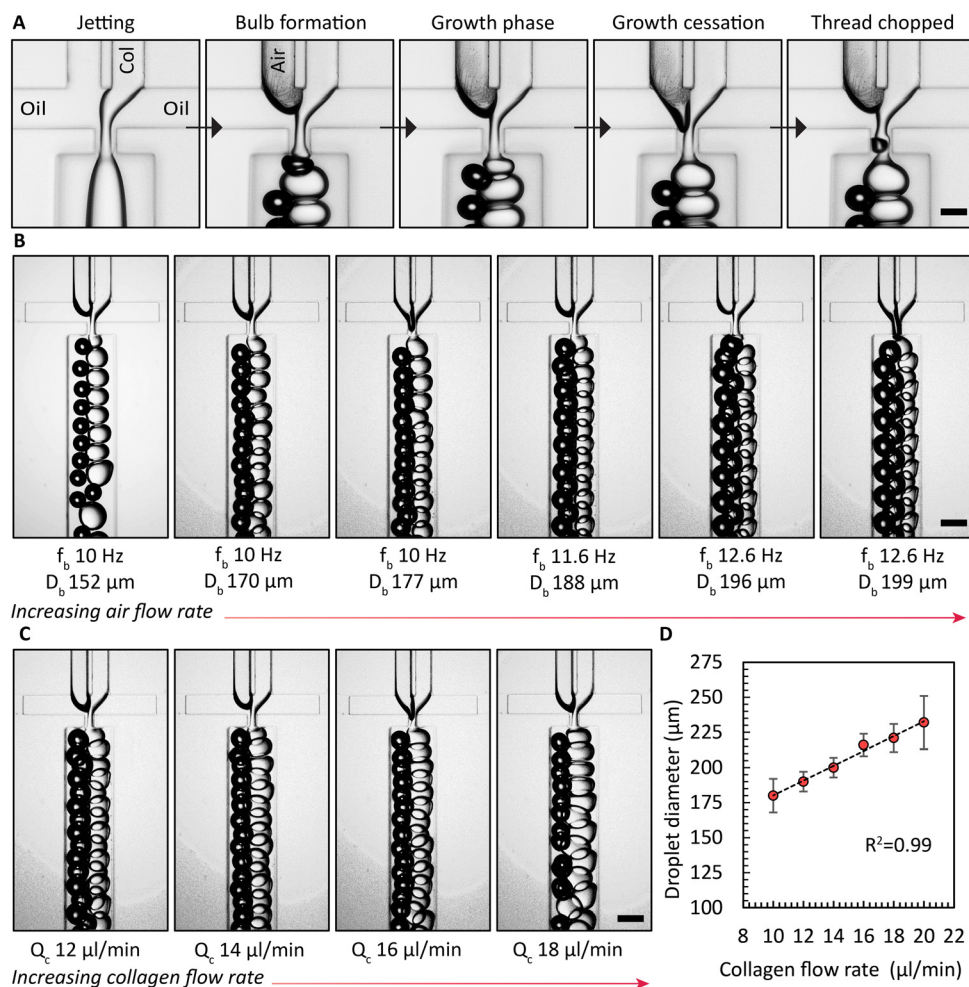 A
Jetting
Bulb formation
Growth phase
Growth cessation
Thread chopped
Col
Oil
Oil
Air
B
f_b 10 Hz
D_b 152 µm
f_b 10 Hz
D_b 170 µm
f_b 10 Hz
D_b 177 µm
f_b 11.6 Hz
D_b 188 µm
f_b 12.6 Hz
D_b 196 µm
f_b 12.6 Hz
D_b 199 µm
Increasing air flow rate
C
Q_c 12 µl/min
Q_c 14 µl/min
Q_c 16 µl/min
Q_c 18 µl/min
Increasing collagen flow rate
D
Droplet diameter (µm)
275
250
225
200
175
150
125
100
R²=0.99
8 10 12 14 16 18 20 22
Collagen flow rate (µl/min)